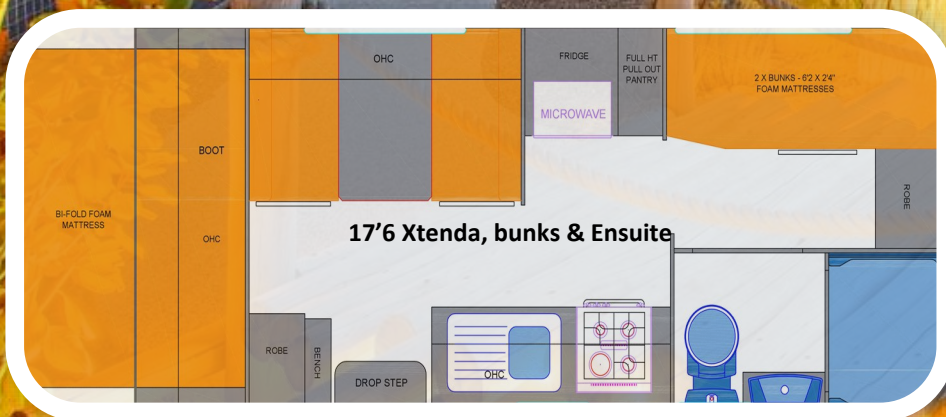 OHC
FRIDGE
FULL HT
PULL OUT
PANTRY
2 X BUNKS - 6'2 X 2'4"
FOAM MATTRESSES
MICROWAVE
BOOT
ROBE
BI-FOLD FOAM
MATTRESS
OHC
17’6 Xtenda, bunks & Ensuite
ROBE
BENCH
DROP STEP
OHC